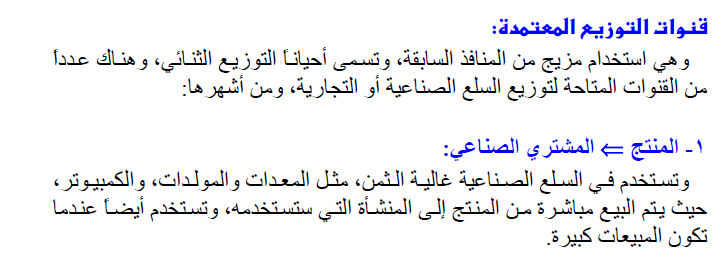 قنوات التوزيع المعتمدة:
وهي استخدام مزيج من المنافذ السابقة، وتسمى أحياناً التوزيع الثنائي، وهناك عدداً
من القنوات المتاحة لتوزيع السلع الصناعية أو التجارية، ومن أشهرها:
١- المنتج ⇐ المشتري الصناعي:
وتستخدم في السلع الصناعية غالية الثمن، مثل المعدات والمولدات، والكمبيوتر،
حيث يتم البيع مباشرة من المنتج إلى المنشأة التي ستستخدمه، وتستخدم أيضاً عندما
تكون المبيعات كبيرة.